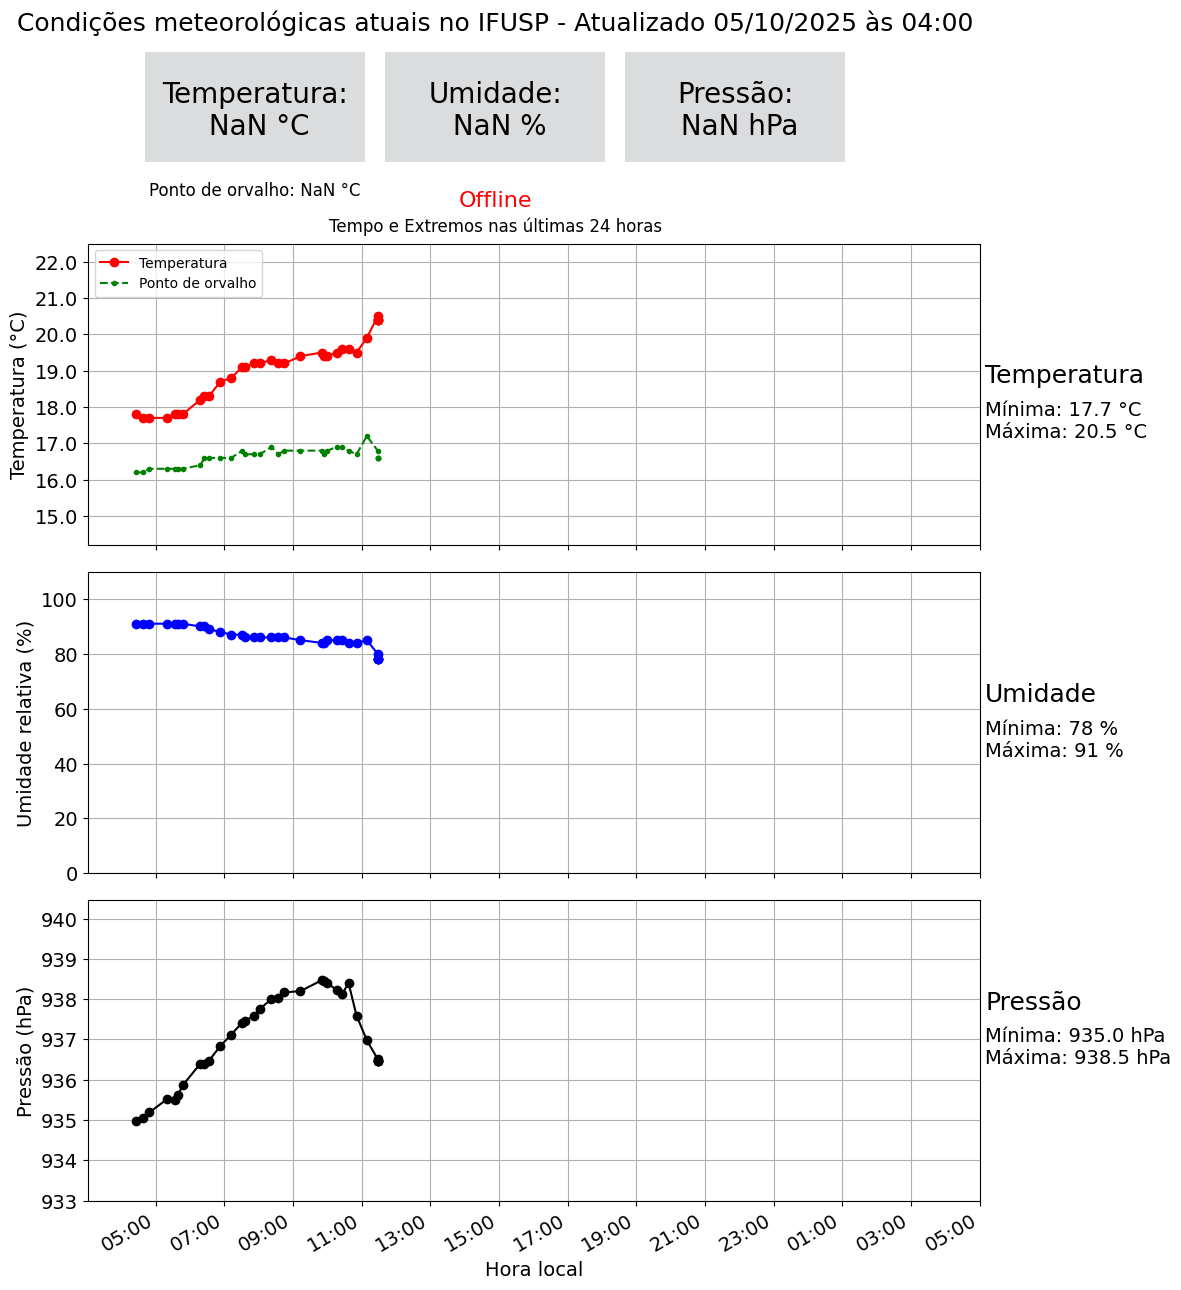 Condições meteorológicas atuais no IFUSP - Atualizado 05/10/2025 às 04:00
Temperatura:
NaN °C
Umidade:
NaN %
Pressão:
NaN hPa
Ponto de orvalho: NaN °C
Offline
Tempo e Extremos nas últimas 24 horas
Temperatura
Ponto de orvalho
Temperatura (°C)
22.0
21.0
20.0
19.0
18.0
17.0
16.0
15.0
Temperatura
Mínima: 17.7 °C
Máxima: 20.5 °C
Umidade relativa (%)
100
80
60
40
20
0
Umidade
Mínima: 78 %
Máxima: 91 %
Pressão (hPa)
940
939
938
937
936
935
934
933
Pressão
Mínima: 935.0 hPa
Máxima: 938.5 hPa
05:00 07:00 09:00 11:00 13:00 15:00 17:00 19:00 21:00 23:00 01:00 03:00 05:00
Hora local